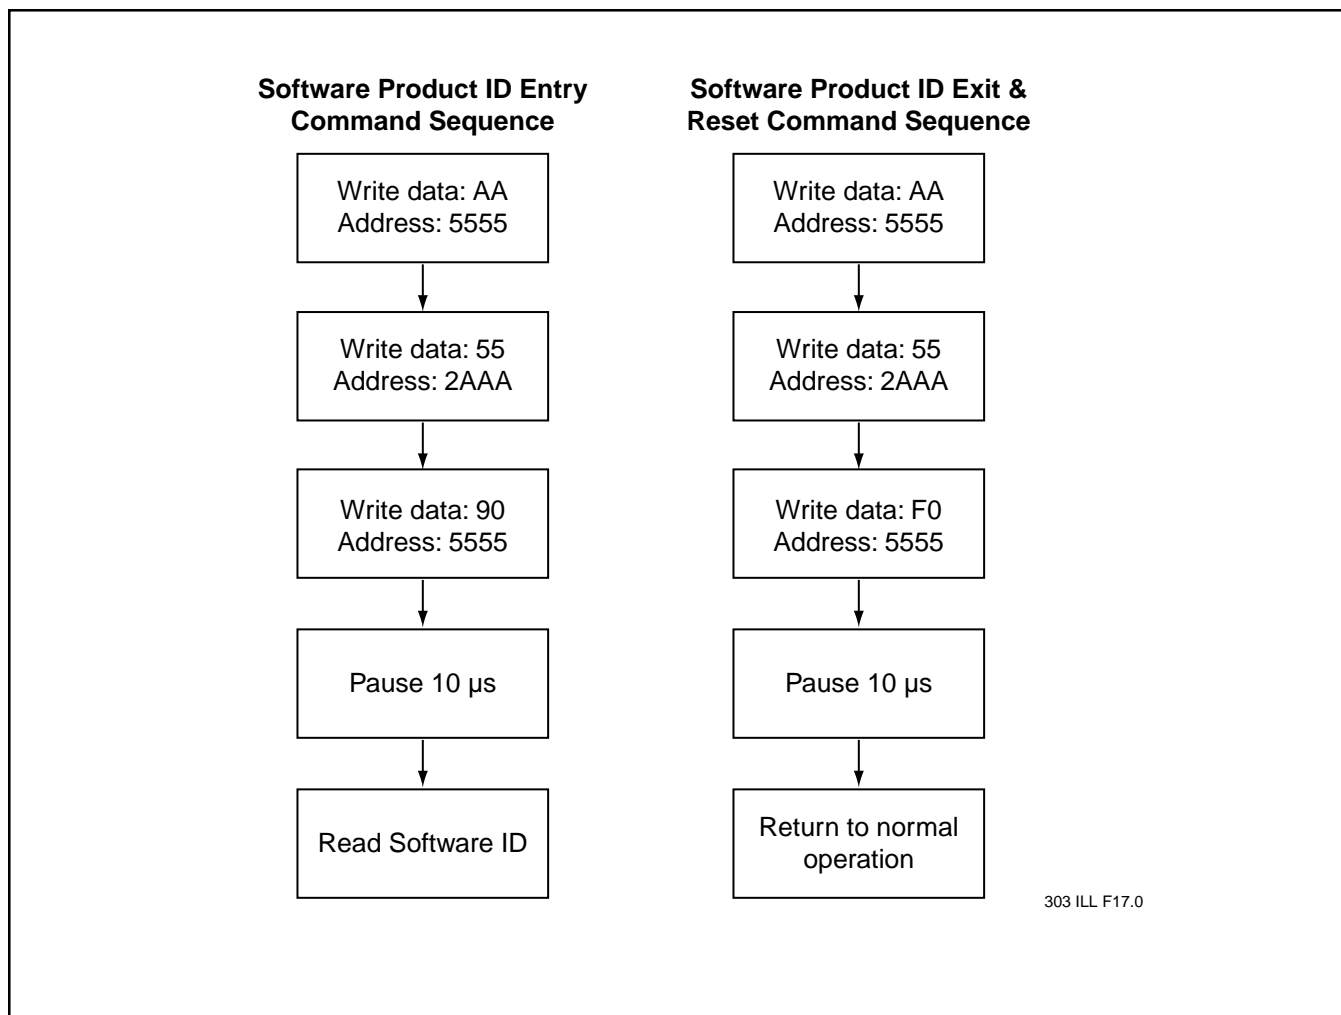 Software Product ID Entry
Command Sequence
Write data: AA
Address: 5555
Write data: 55
Address: 2AAA
Write data: 90
Address: 5555
Pause 10 µs
Read Software ID
Software Product ID Exit &
Reset Command Sequence
Write data: AA
Address: 5555
Write data: 55
Address: 2AAA
Write data: F0
Address: 5555
Pause 10 µs
Return to normal
operation
303 ILL F17.0